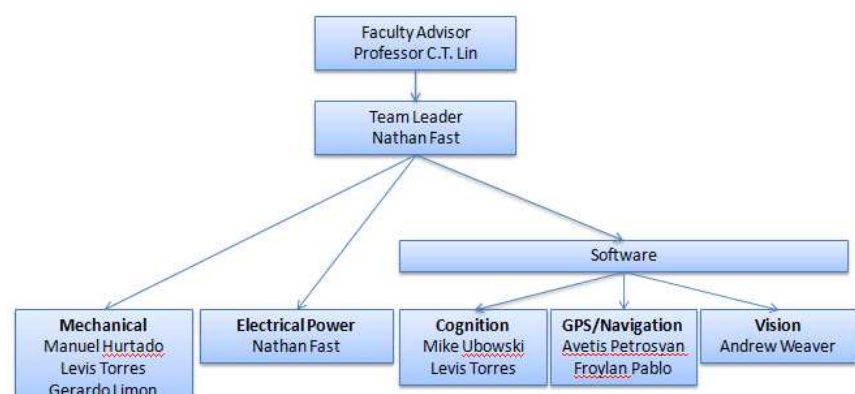 Faculty Advisor
Professor C.T. Lin
Team Leader
Nathan Fast
Software
Mechanical
Manuel Hurtado
Levis Torres
Gerardo Limon
Electrical Power
Nathan Fast
Cognition
Mike Ubowski
Levis Torres
GPS/Navigation
Avetis Petrosyan
Froylan Pablo
Vision
Andrew Weaver